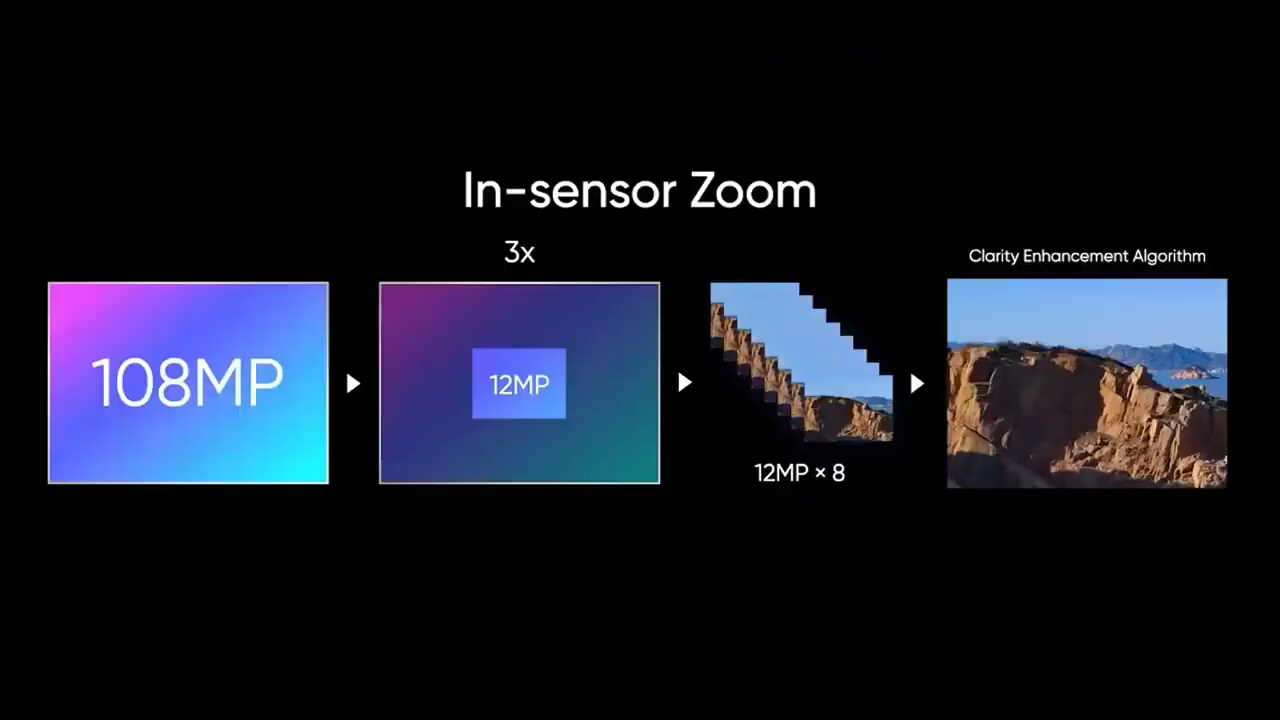 In-sensor Zoom
3x
Clarity Enhancement Algorithm
108MP
12MP
12MP × 8